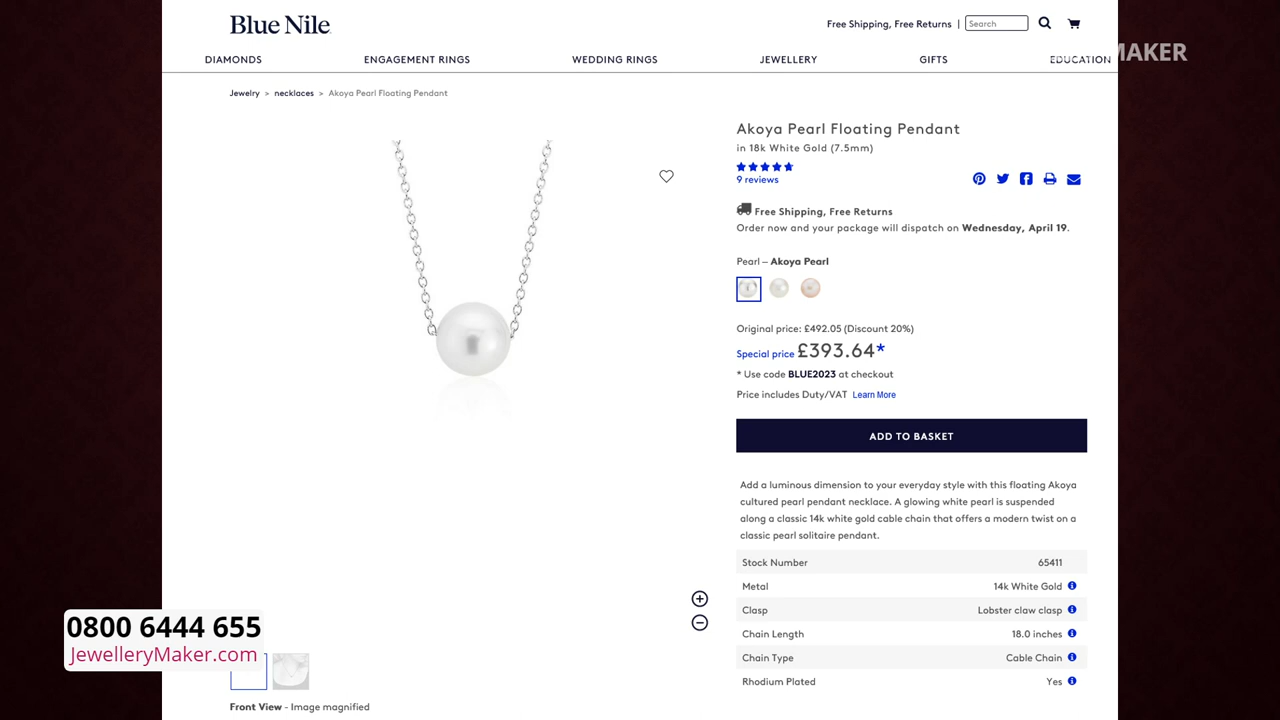 Blue Nile
Free Shipping, Free Returns | Search
MAKER
DIAMONDS ENGAGEMENT RINGS WEDDING RINGS JEWELLERY GIFTS EDUCATION
Jewelry > necklaces > Akoya Pearl Floating Pendant
Akoya Pearl Floating Pendant
in 18k White Gold (7.5mm)
9 reviews
Free Shipping, Free Returns
Order now and your package will dispatch on Wednesday, April 19.
Pearl – Akoya Pearl
Original price: £492.05 (Discount 20%)
Special price £393.64*
* Use code BLUE2023 at checkout
Price includes Duty/VAT Learn More
ADD TO BASKET
Add a luminous dimension to your everyday style with this floating Akoya
cultured pearl pendant necklace. A glowing white pearl is suspended
along a classic 14k white gold cable chain that offers a modern twist on a
classic pearl solitaire pendant.
Stock Number 65411
Metal 14k White Gold
Clasp Lobster claw clasp
Chain Length 18.0 inches
Chain Type Cable Chain
Rhodium Plated Yes
0800 6444 655
JewelleryMaker.com
Front View - Image magnified